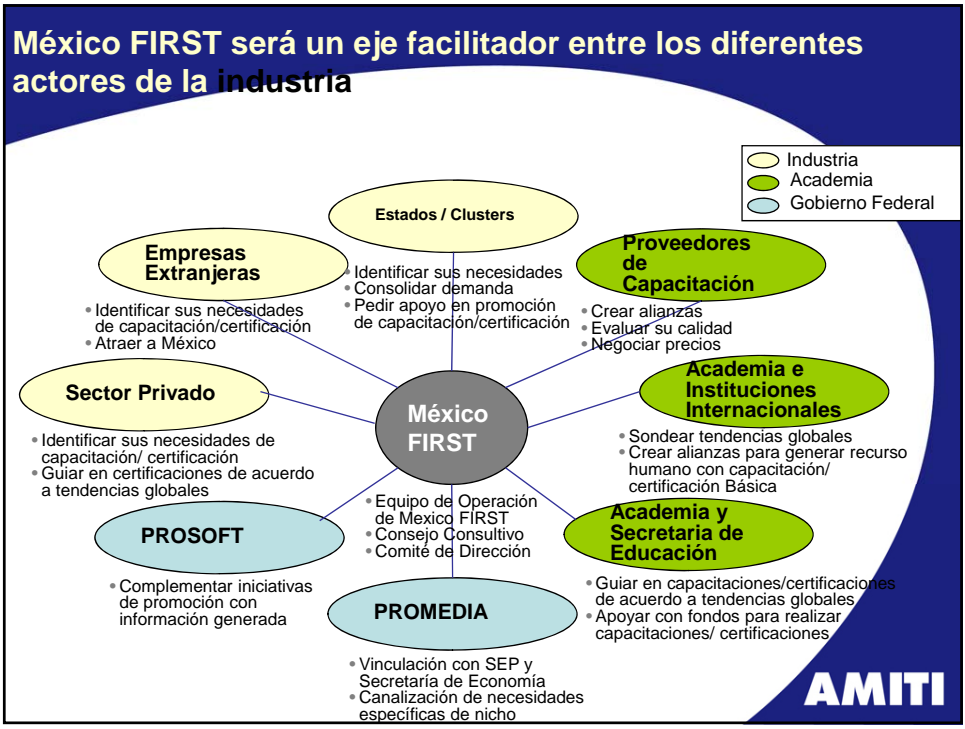 México FIRST será un eje facilitador entre los diferentes
actores de la industria
Industria
Academia
Gobierno Federal
Estados / Clusters
• Identificar sus necesidades
• Consolidar demanda
• Pedir apoyo en promoción
de capacitación/certificación
Empresas
Extranjeras
• Identificar sus necesidades
de capacitación/certificación
• Atraer a México
Proveedores
de
Capacitación
• Crear alianzas
• Evaluar su calidad
• Negociar precios
Sector Privado
• Identificar sus necesidades de
capacitación/ certificación
• Guiar en certificaciones de acuerdo
a tendencias globales
México
FIRST
• Equipo de Operación
de Mexico FIRST
• Consejo Consultivo
• Comité de Dirección
Academia e
Instituciones
Internacionales
• Sondear tendencias globales
• Crear alianzas para generar recurso
humano con capacitación/
certificación Básica
PROSOFT
• Complementar iniciativas
de promoción con
información generada
PROMEDIA
• Vinculación con SEP y
Secretaría de Economía
• Canalización de necesidades
específicas de nicho
Academia y
Secretaria de
Educación
• Guiar en capacitaciones/certificaciones
de acuerdo a tendencias globales
• Apoyar con fondos para realizar
capacitaciones/ certificaciones
AMITI